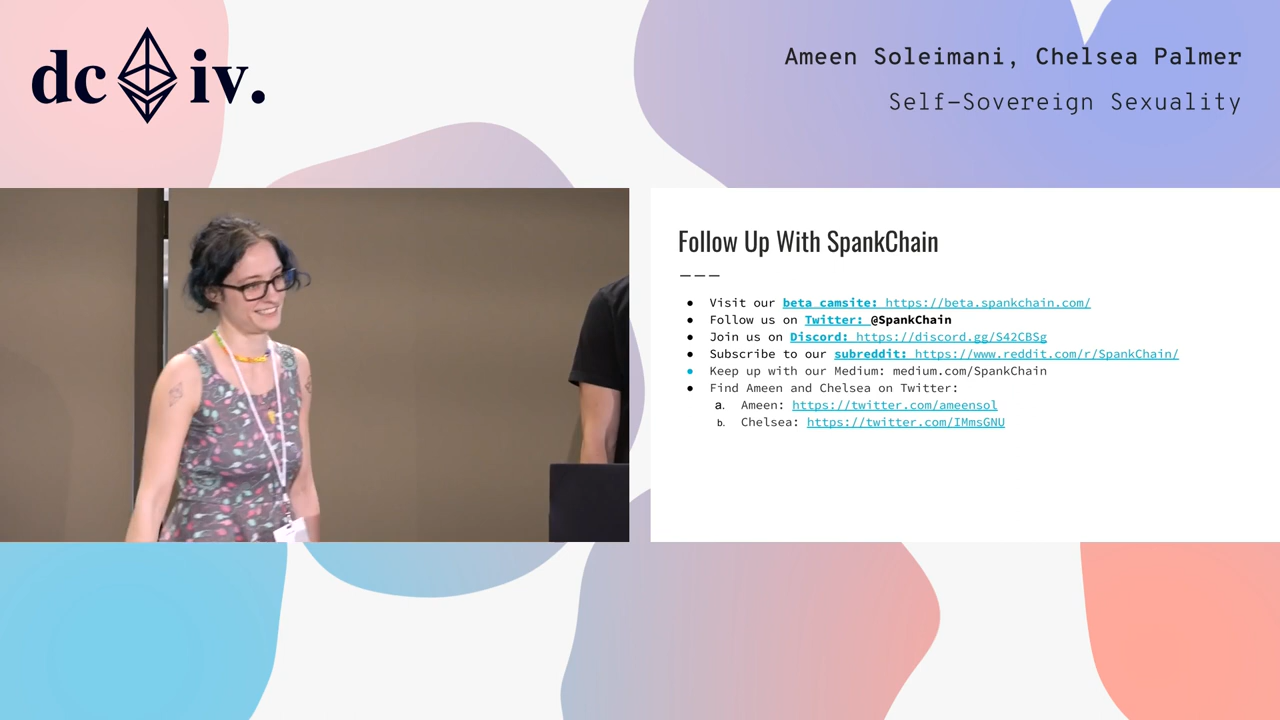 dc iv.
Ameen Soleimani, Chelsea Palmer
Self-Sovereign Sexuality
Follow Up With SpankChain
Visit our beta camsite: https://beta.spankchain.com/
Follow us on Twitter: @SpankChain
Join us on Discord: https://discord.gg/S42CBSg
Subscribe to our subreddit: https://www.reddit.com/r/SpankChain/
Keep up with our Medium: medium.com/SpankChain
Find Ameen and Chelsea on Twitter:
a. Ameen: https://twitter.com/ameensol
b. Chelsea: https://twitter.com/IMmsGNU